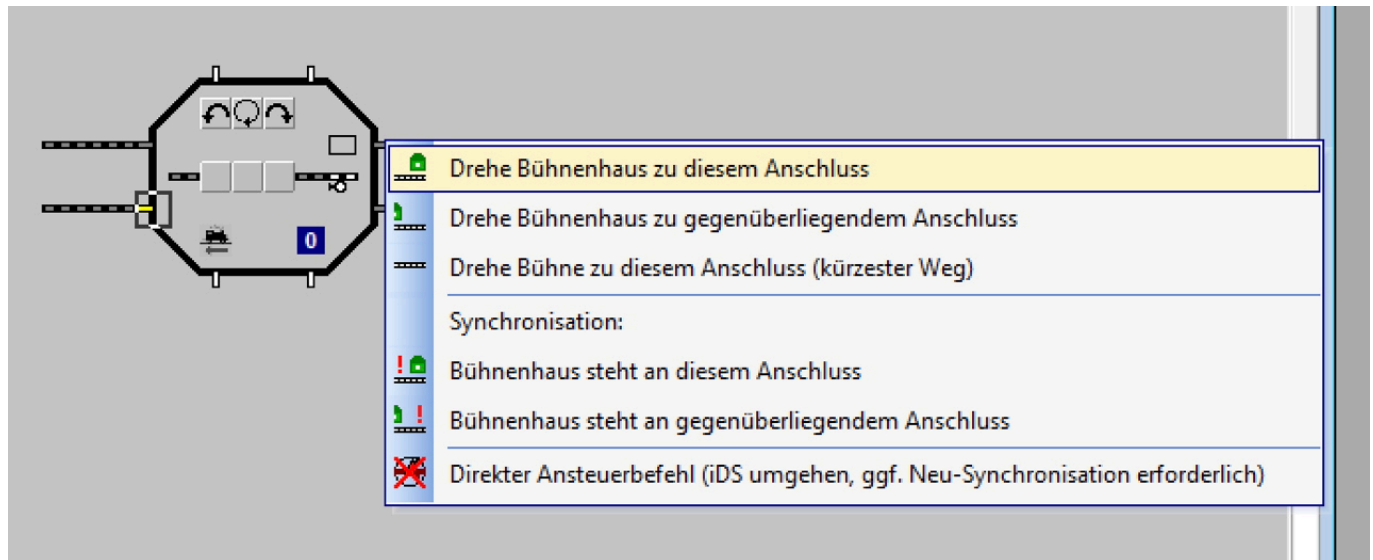 0
Drehe Bühnenhaus zu diesem Anschluss
Drehe Bühnenhaus zu gegenüberliegendem Anschluss
Drehe Bühne zu diesem Anschluss (kürzester Weg)
Synchronisation:
! Bühnenhaus steht an diesem Anschluss
! Bühnenhaus steht an gegenüberliegendem Anschluss
Direkter Ansteuerbefehl (iDS umgehen, ggf. Neu-Synchronisation erforderlich)